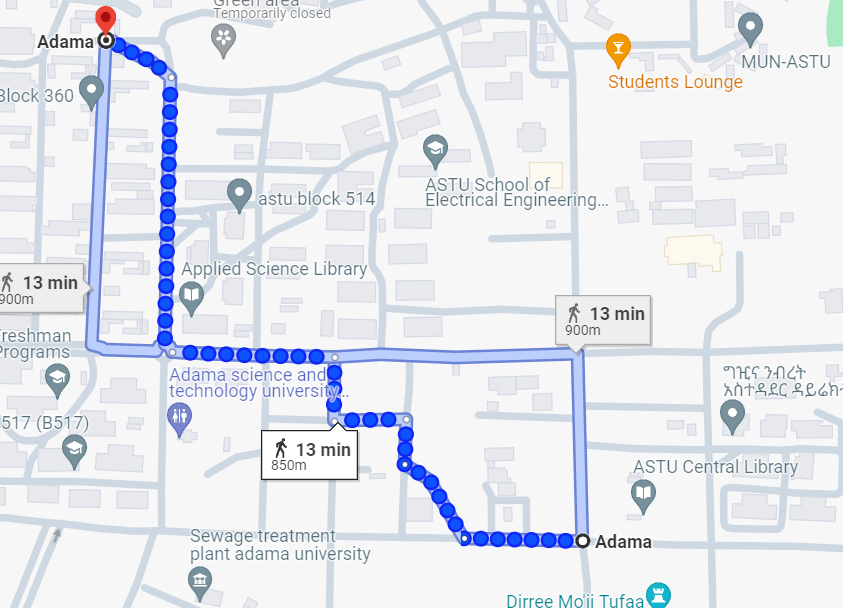 Green area
Temporarily closed
Adama
MUN-ASTU
Students Lounge
Block 360
ASTU School of
Electrical Engineering...
astu block 514
Applied Science Library
13 min
900m
13 min
900m
Freshman
Programs
Adama science and
technology university...
ግዢና ንብረት
አስተዳደር ዳይሬክ
517 (B517)
13 min
850m
ASTU Central Library
Adama
Sewage treatment
plant adama university
Dirree Mo'ii Tufaa